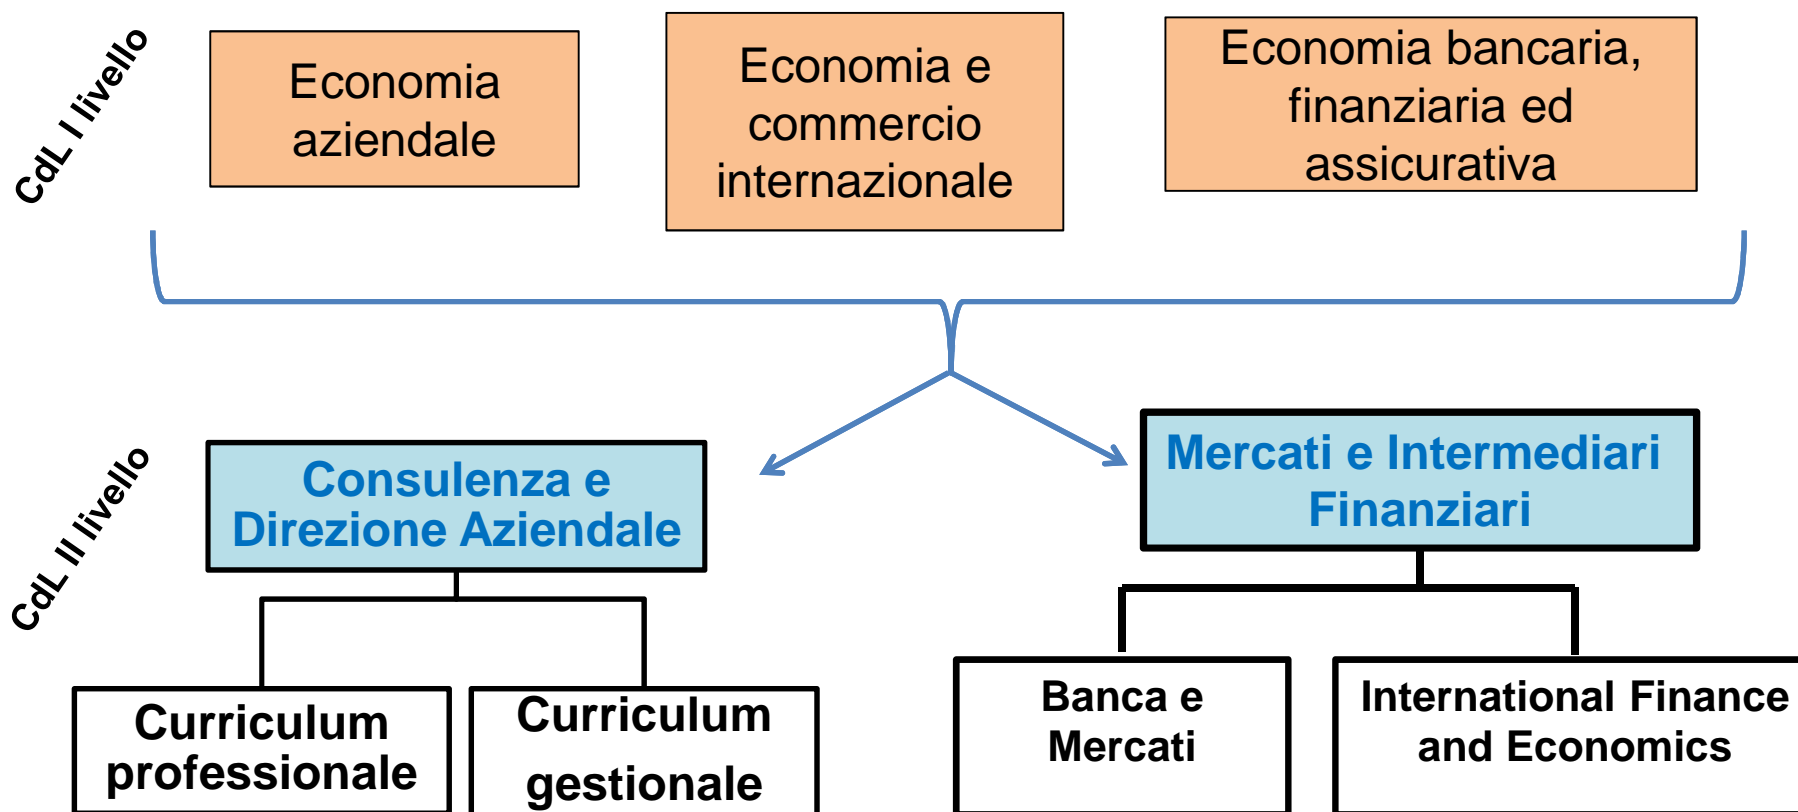 CdL I livello
Economia
aziendale
Economia e
commercio
internazionale
Economia bancaria,
finanziaria ed
assicurativa
CdL II livello
Consulenza e
Direzione Aziendale
Mercati e Intermediari
Finanziari
Curriculum
professionale
Curriculum
gestionale
Banca e
Mercati
International Finance
and Economics